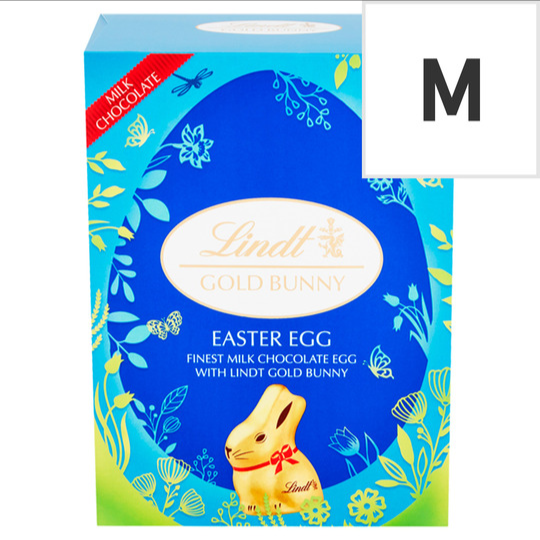 M
MILK
CHOCOLATE
Lindt
GOLD BUNNY
EASTER EGG
FINEST MILK CHOCOLATE EGG
WITH LINDT GOLD BUNNY
Lindt